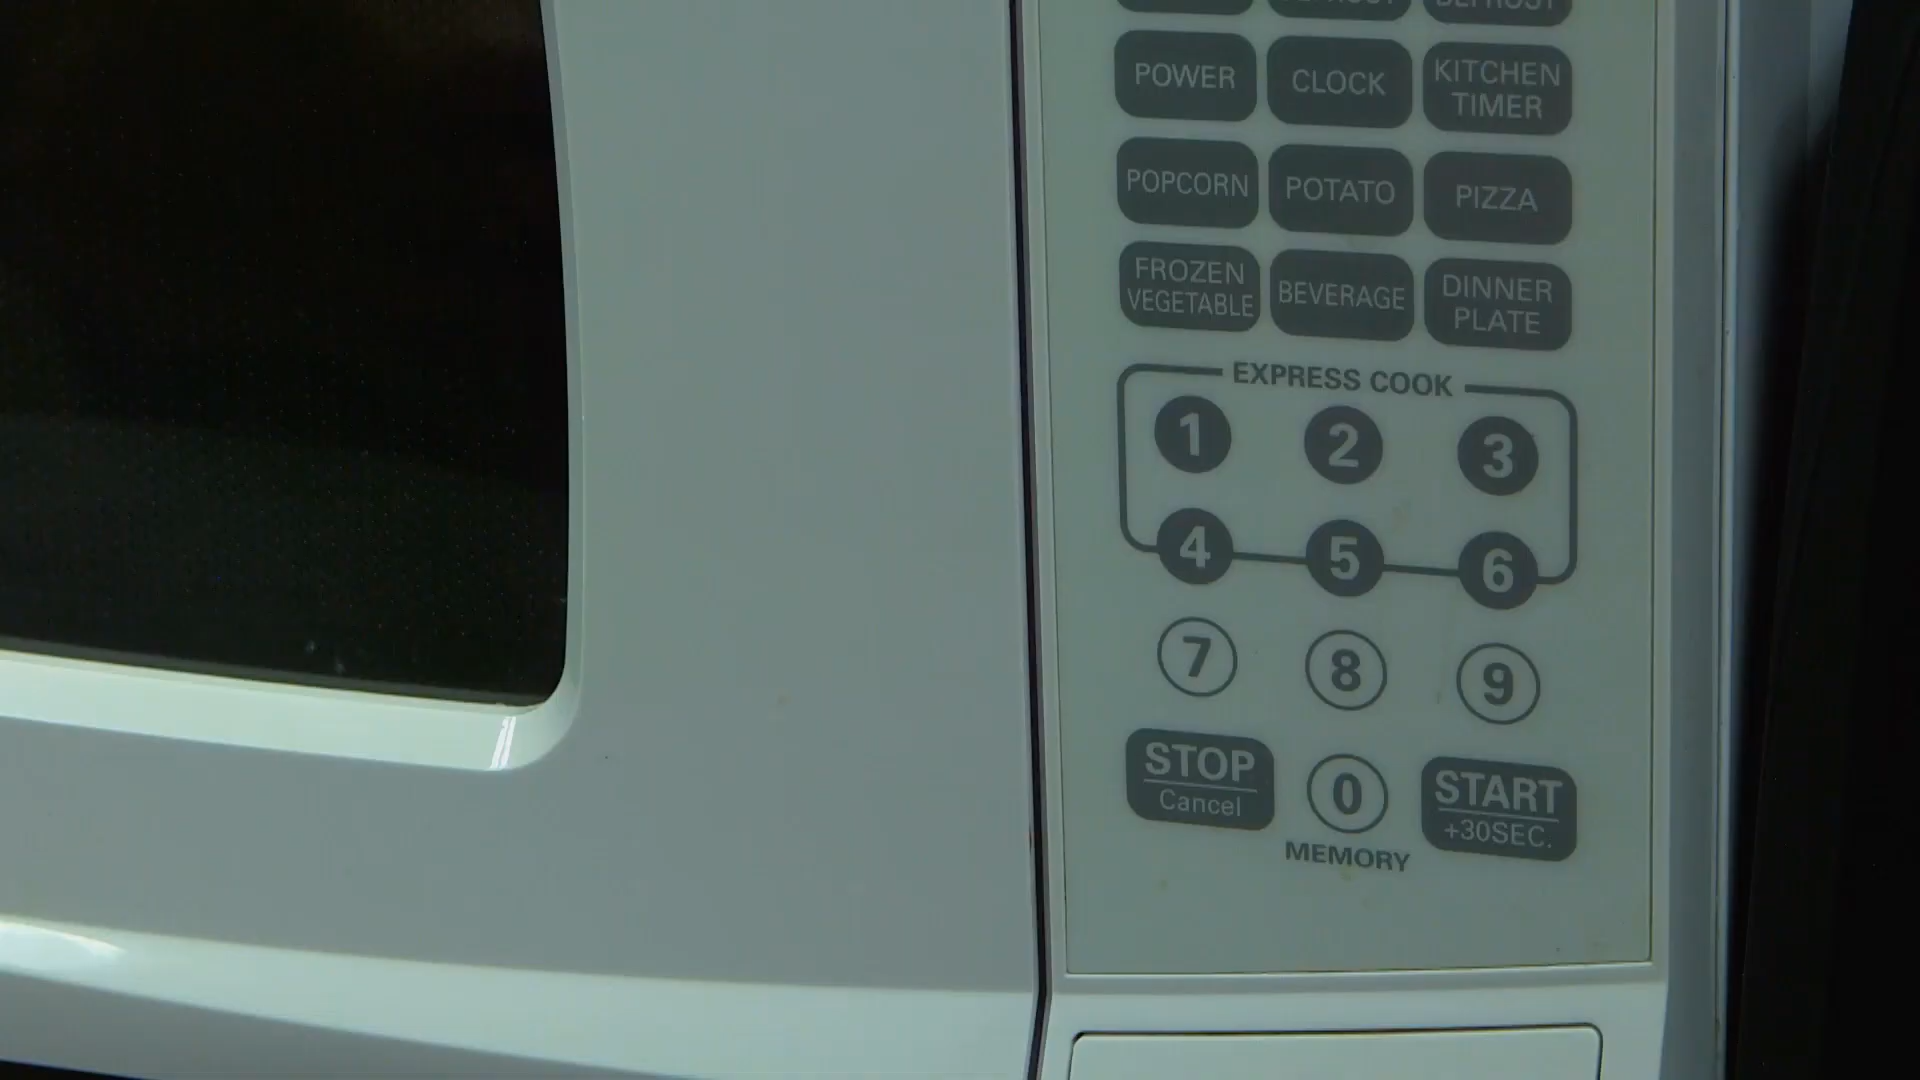 DEFROST
POWER
CLOCK
KITCHEN
TIMER
POPCORN
POTATO
PIZZA
FROZEN
VEGETABLE
BEVERAGE
DINNER
PLATE
EXPRESS COOK
1 2 3
4 5 6
7 8 9
STOP
Cancel
0
MEMORY
START
+30SEC.